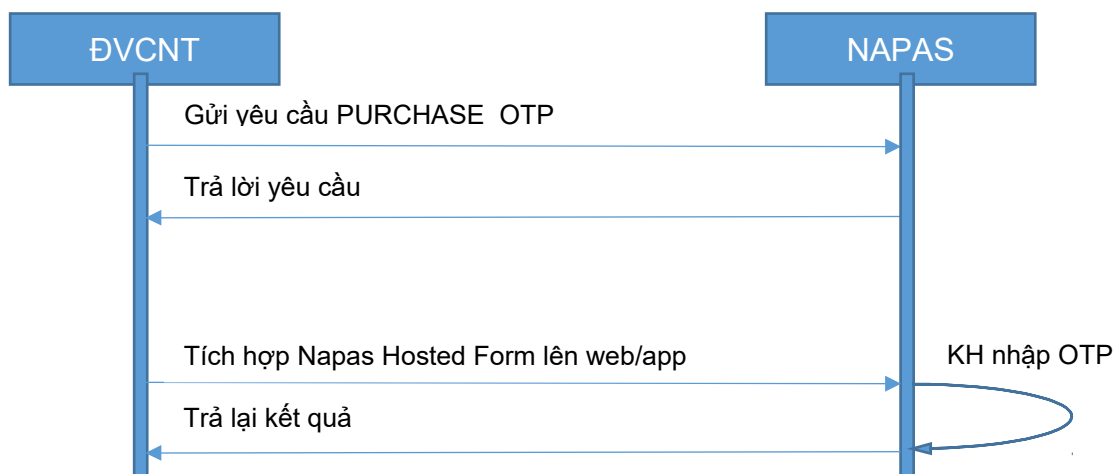 ĐVCNT
NAPAS
Gửi yêu cầu PURCHASE OTP
Trả lời yêu cầu
Tích hợp Napas Hosted Form lên web/app
KH nhập OTP
Trả lại kết quả